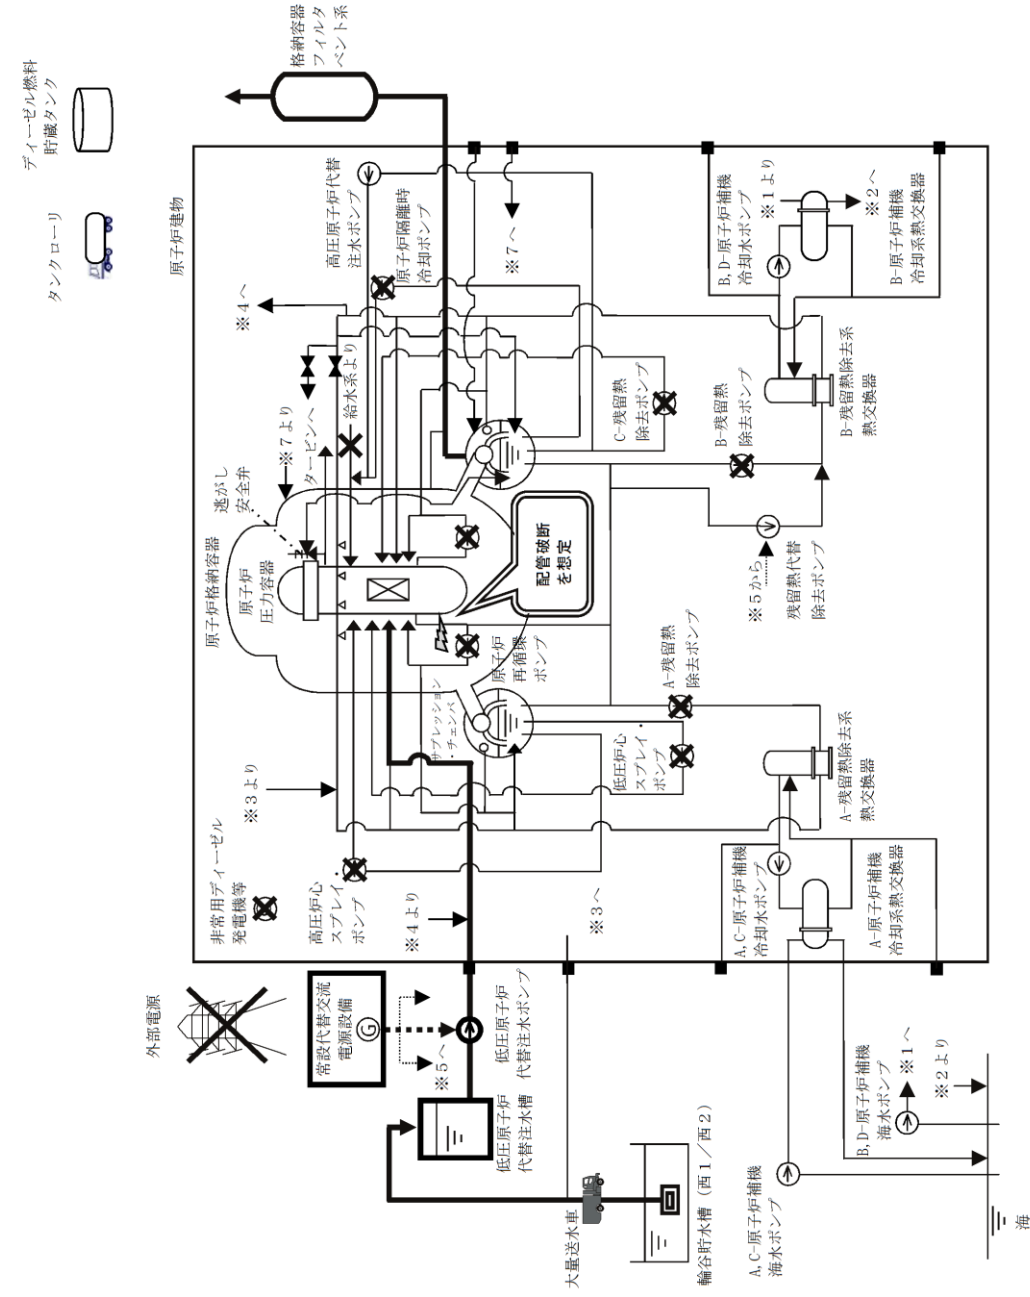 ディーゼル燃料
貯蔵タンク
タンクローリ
格納容器
フィルタ
ベント系
原子炉建物
高圧原子炉代替
注水ポンプ
原子炉隔離時
冷却ポンプ
※7へ
※4へ
給水系より
タービンへ
※7より
逃がし
安全弁
原子炉格納容器
原子炉
圧力容器
B,D-原子炉補機
冷却水ポンプ
※1より
※2へ
B-原子炉補機
冷却系熱交換器
C-残留熱
除去ポンプ
B-残留熱
除去ポンプ
B-残留熱除去系
熱交換器
配管破断
を想定
※5から
残留熱代替
除去ポンプ
原子炉
再循環
ポンプ
サプレッション
・チェンバ
A-残留熱
除去ポンプ
低圧炉心
スプレイ・
ポンプ
A-残留熱除去系
熱交換器
※3より
非常用ディーゼル
発電機等
高圧炉心
スプレイ・
ポンプ
※4より
※3へ
A,C-原子炉補機
冷却水ポンプ
A-原子炉補機
冷却系熱交換器
外部電源
常設代替交流
電源設備
G
※5へ
低圧原子炉
代替注水ポンプ
低圧原子炉
代替注水槽
大量送水車
輪谷貯水槽（西1／西2）
A,C-原子炉補機
海水ポンプ
B,D-原子炉補機
海水ポンプ
※1へ
※2より
海